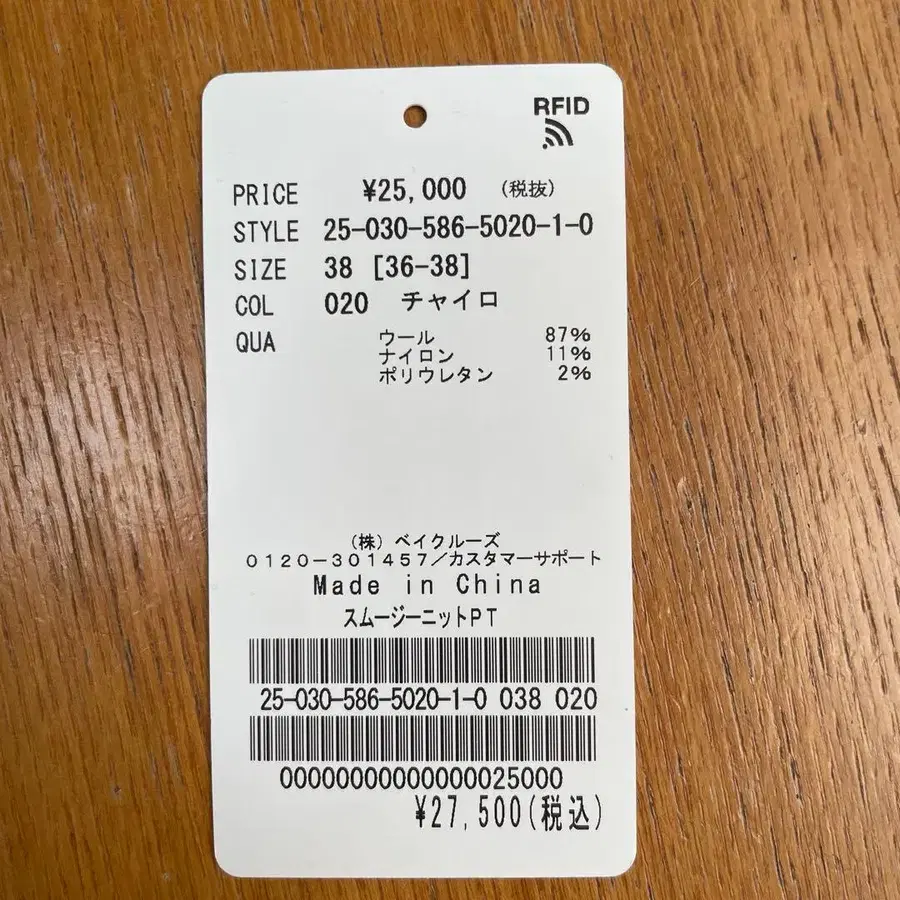 RFID
PRICE ¥25,000 (税抜)
STYLE 25-030-586-5020-1-0
SIZE 38 [36-38]
COL 020 チャイロ
QUA ウール 87%
ナイロン 11%
ポリウレタン 2%
(株) ベイクルーズ
0120-301457/カスタマーサポート
Made in China
スムージーニットPT
25-030-586-5020-1-0 038 020
00000000000000025000
¥27,500(税込)